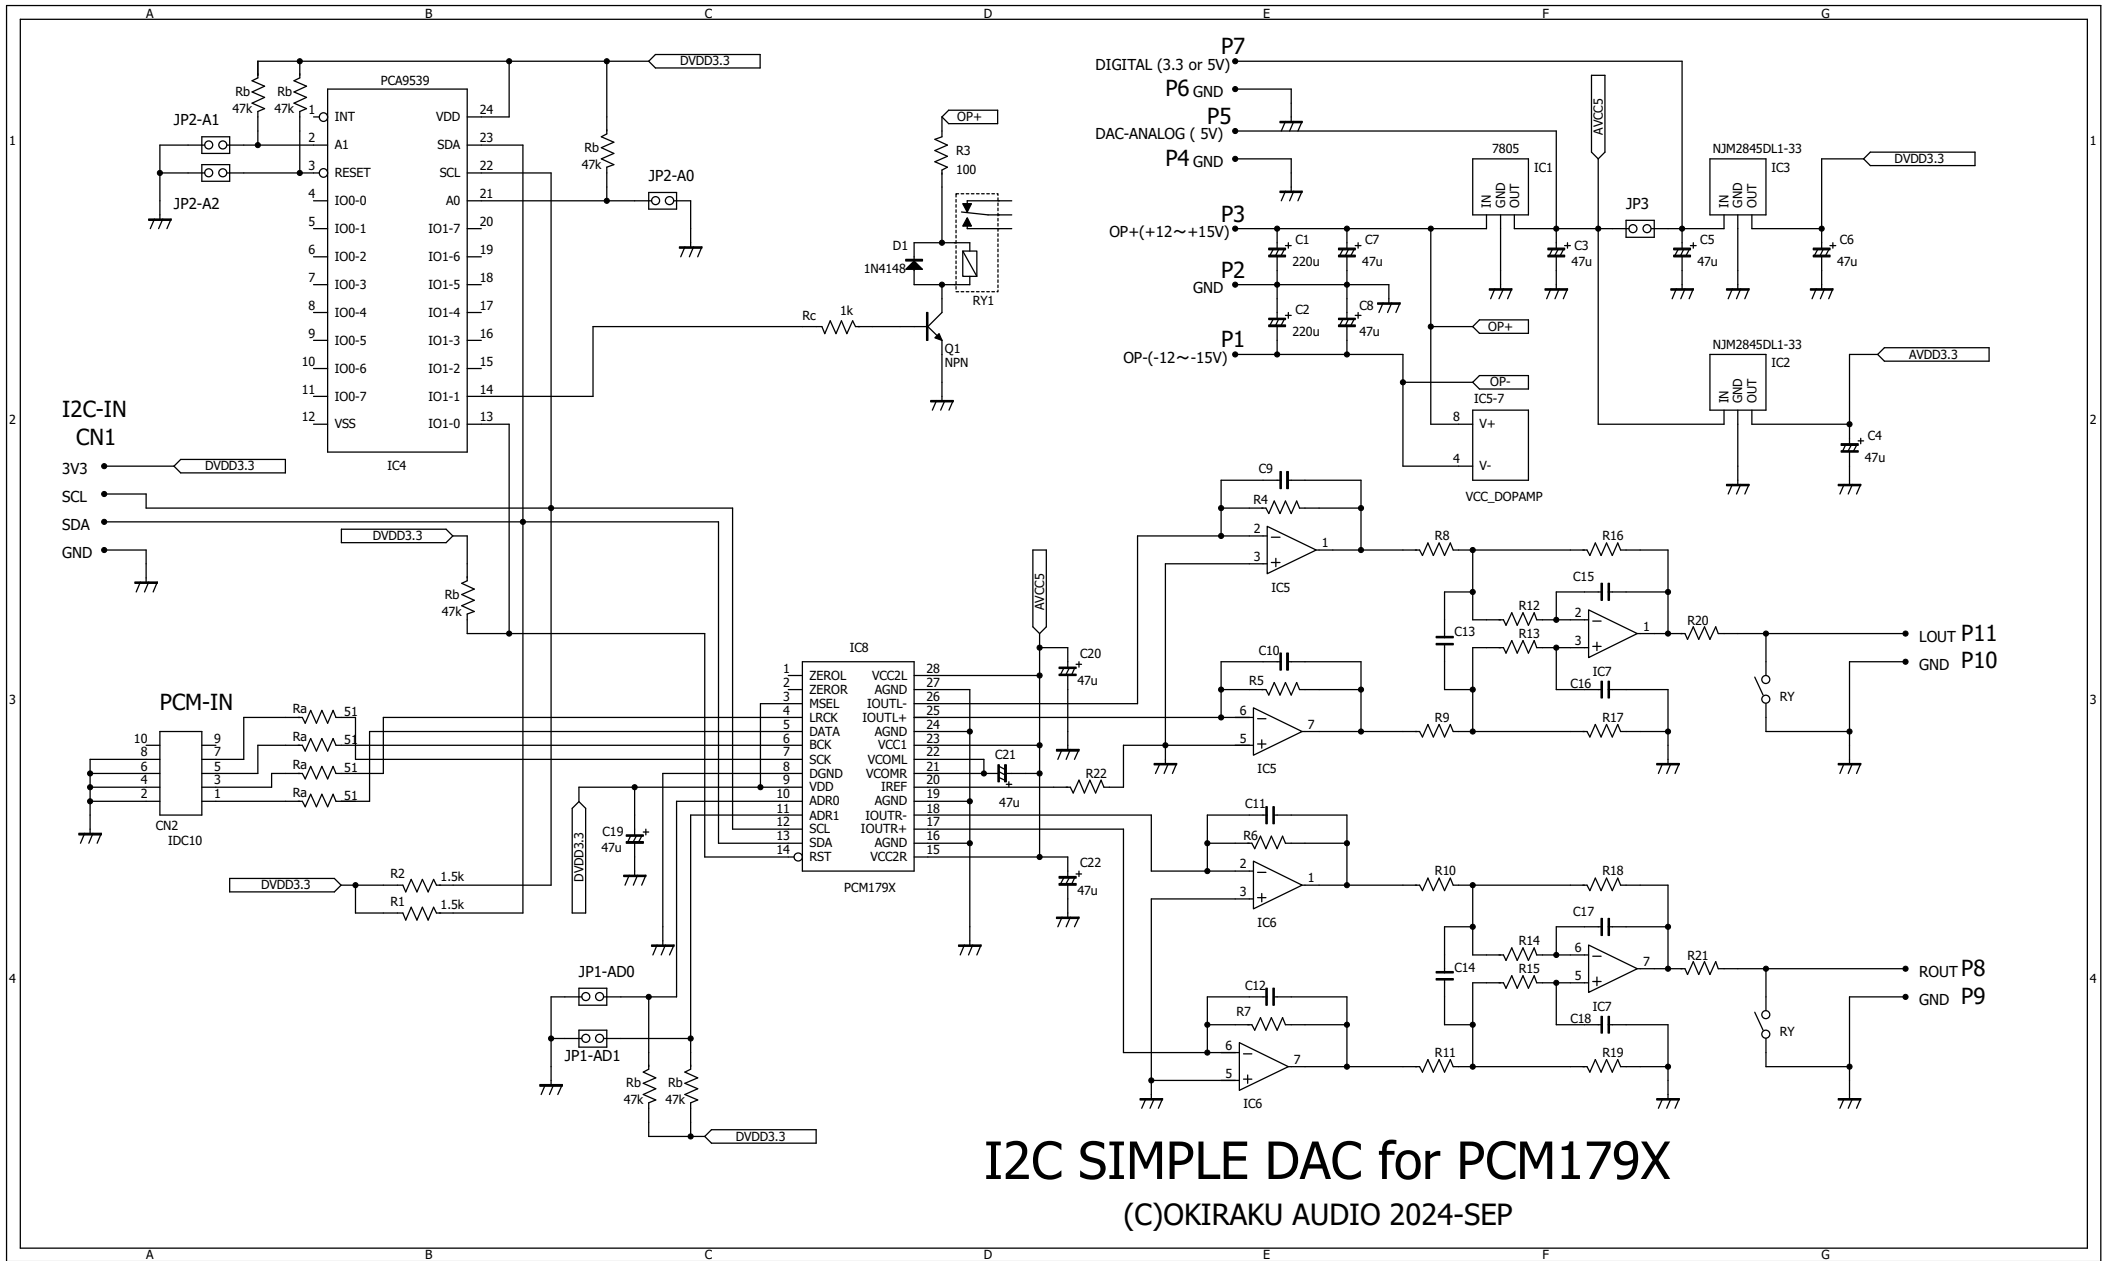 A B C D E F G
PCA9539
DVDD3.3
Rb
47k
Rb
47k
JP2-A1
JP2-A2
1 INT VDD 24
2 A1 SDA 23
3 RESET SCL 22
4 IO0-0 A0 21
5 IO0-1 IO1-7 20
6 IO0-2 IO1-6 19
7 IO0-3 IO1-5 18
8 IO0-4 IO1-4 17
9 IO0-5 IO1-3 16
10 IO0-6 IO1-2 15
11 IO0-7 IO1-1 14
12 VSS IO1-0 13
IC4
Rb
47k
JP2-A0
OP+
R3
100
D1
1N4148
RY1
Rc 1k
Q1
NPN
P7
DIGITAL (3.3 or 5V)
P6 GND
P5
DAC-ANALOG ( 5V)
P4 GND
P3
OP+(+12～+15V)
P2
GND
P1
OP-(-12～-15V)
C1
220u
C7
47u
C2
220u
C8
47u
7805
IC1
IN
GND
OUT
AVCC5
C3
47u
JP3
C5
47u
NJM2845DL1-33
IC3
IN
GND
OUT
DVDD3.3
C6
47u
OP+
OP-
IC5-7
8 V+
4 V-
VCC_DOPAMP
NJM2845DL1-33
IC2
IN
GND
OUT
AVDD3.3
C4
47u
I2C-IN
CN1
3V3
DVDD3.3
SCL
SDA
GND
DVDD3.3
Rb
47k
PCM-IN
Ra 51
Ra 51
Ra 51
Ra 51
10 9
8 7
6 5
4 3
2 1
CN2
IDC10
DVDD3.3
R2 1.5k
R1 1.5k
DVDD3.3
C19
47u
IC8
1 ZEROL VCC2L 28
2 ZEROR AGND 27
3 MSEL IOUTL- 26
4 LRCK IOUTL+ 25
5 DATA AGND 24
6 BCK VCC1 23
7 SCK VCOML 22
8 DGND VCOMR 21
9 VDD IREF 20
10 ADR0 AGND 19
11 ADR1 IOUTR- 18
12 SCL IOUTR+ 17
13 SDA AGND 16
14 RST VCC2R 15
PCM179X
AVCC5
C20
47u
C21
47u
R22
C22
47u
JP1-AD0
JP1-AD1
Rb
47k
Rb
47k
DVDD3.3
C9
R4
2
3
1
IC5
C10
R5
6
5
7
IC5
R8
R16
C15
R12
R13
C13
2
3
1
IC7
C16
R9
R17
R20
RY
LOUT P11
GND P10
C11
R6
2
3
1
IC6
C12
R7
6
5
7
IC6
R10
R18
C17
R14
R15
C14
6
5
7
IC7
C18
R11
R19
R21
RY
ROUT P8
GND P9
I2C SIMPLE DAC for PCM179X
(C)OKIRAKU AUDIO 2024-SEP
1 1
2 2
3 3
4 4
A B C D E F G